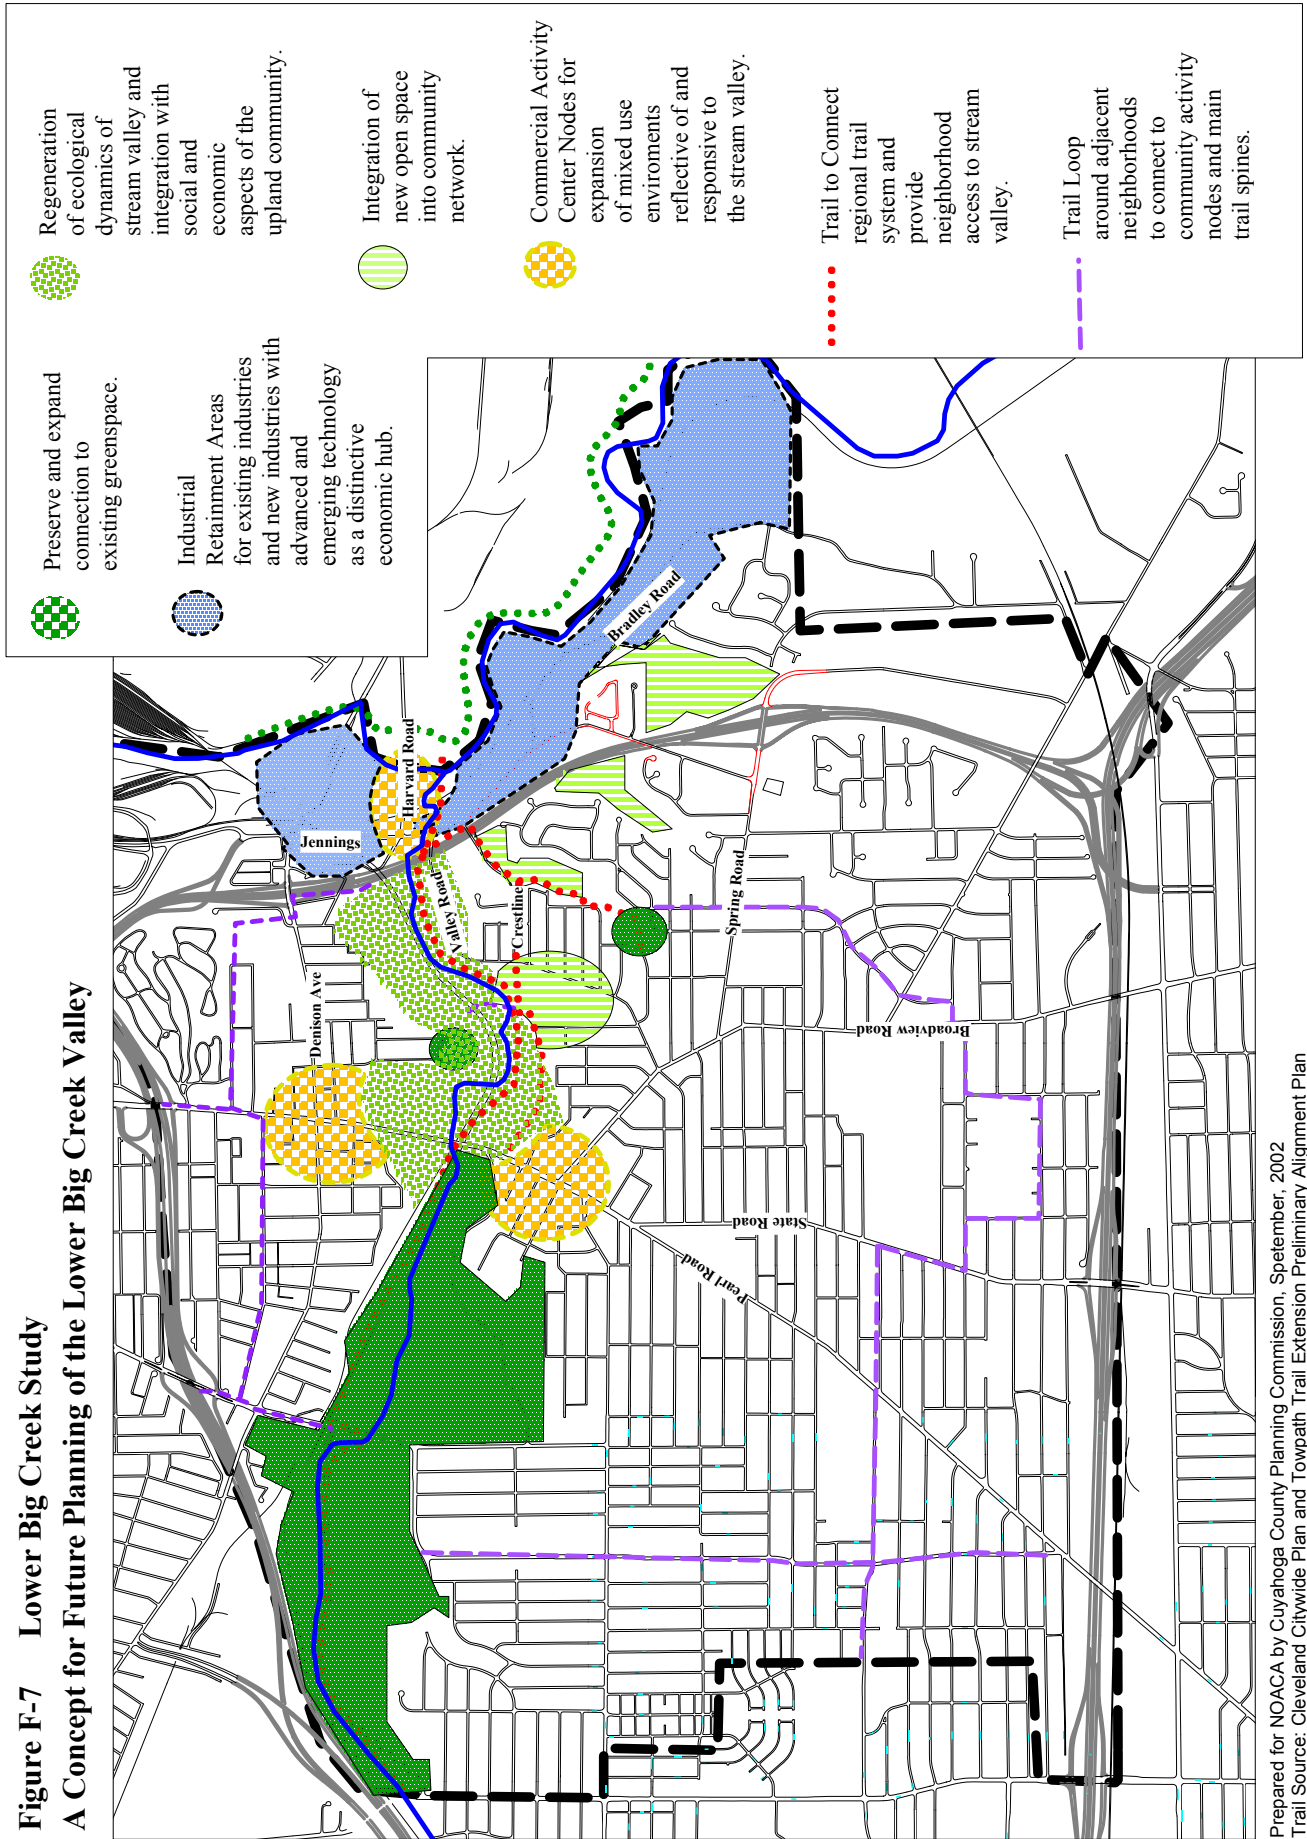 Figure F-7 Lower Big Creek Study
A Concept for Future Planning of the Lower Big Creek Valley
Preserve and expand
connection to
existing greenspace.
Industrial
Retainment Areas
for existing industries
and new industries with
advanced and
emerging technology
as a distinctive
economic hub.
Regeneration
of ecological
dynamics of
stream valley and
integration with
social and
economic
aspects of the
upland community.
Integration of
new open space
into community
network.
Commercial Activity
Center Nodes for
expansion
of mixed use
enviroments
reflective of and
responsive to
the stream valley.
Trail to Connect
regional trail
system and
provide
neighborhood
access to stream
valley.
Trail Loop
around adjacent
neighborhoods
to connect to
community activity
nodes and main
trail spines.
Jennings
Harvard Road
Bradley Road
Denison Ave
Valley Road
Crestline
Spring Road
Broadview Road
State Road
Pearl Road
Prepared for NOACA by Cuyahoga County Planning Commission, Spetember, 2002
Trail Source: Cleveland Citywide Plan and Towpath Trail Extension Preliminary Alignment Plan